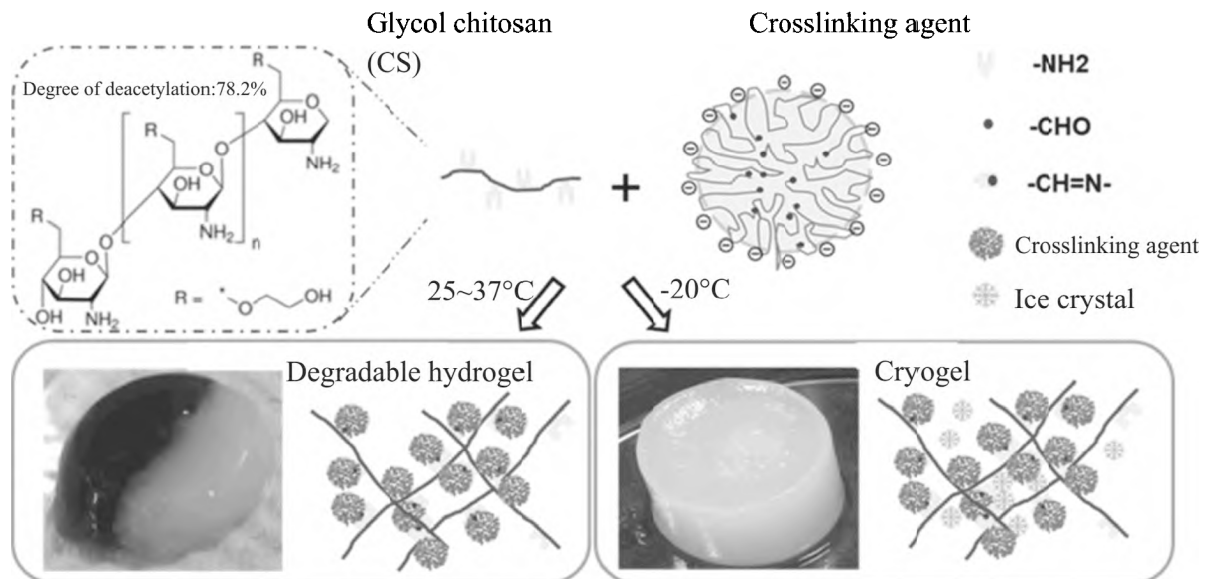 Glycol chitosan
(CS)
Crosslinking agent
Degree of deacetylation:78.2%
R
O
OH
NH2
R
O
O
OH
NH2
n
R
O
O
OH
OH
NH2
R = * O OH
+
-NH2
-CHO
-CH=N-
Crosslinking agent
Ice crystal
25~37°C
-20°C
Degradable hydrogel
Cryogel